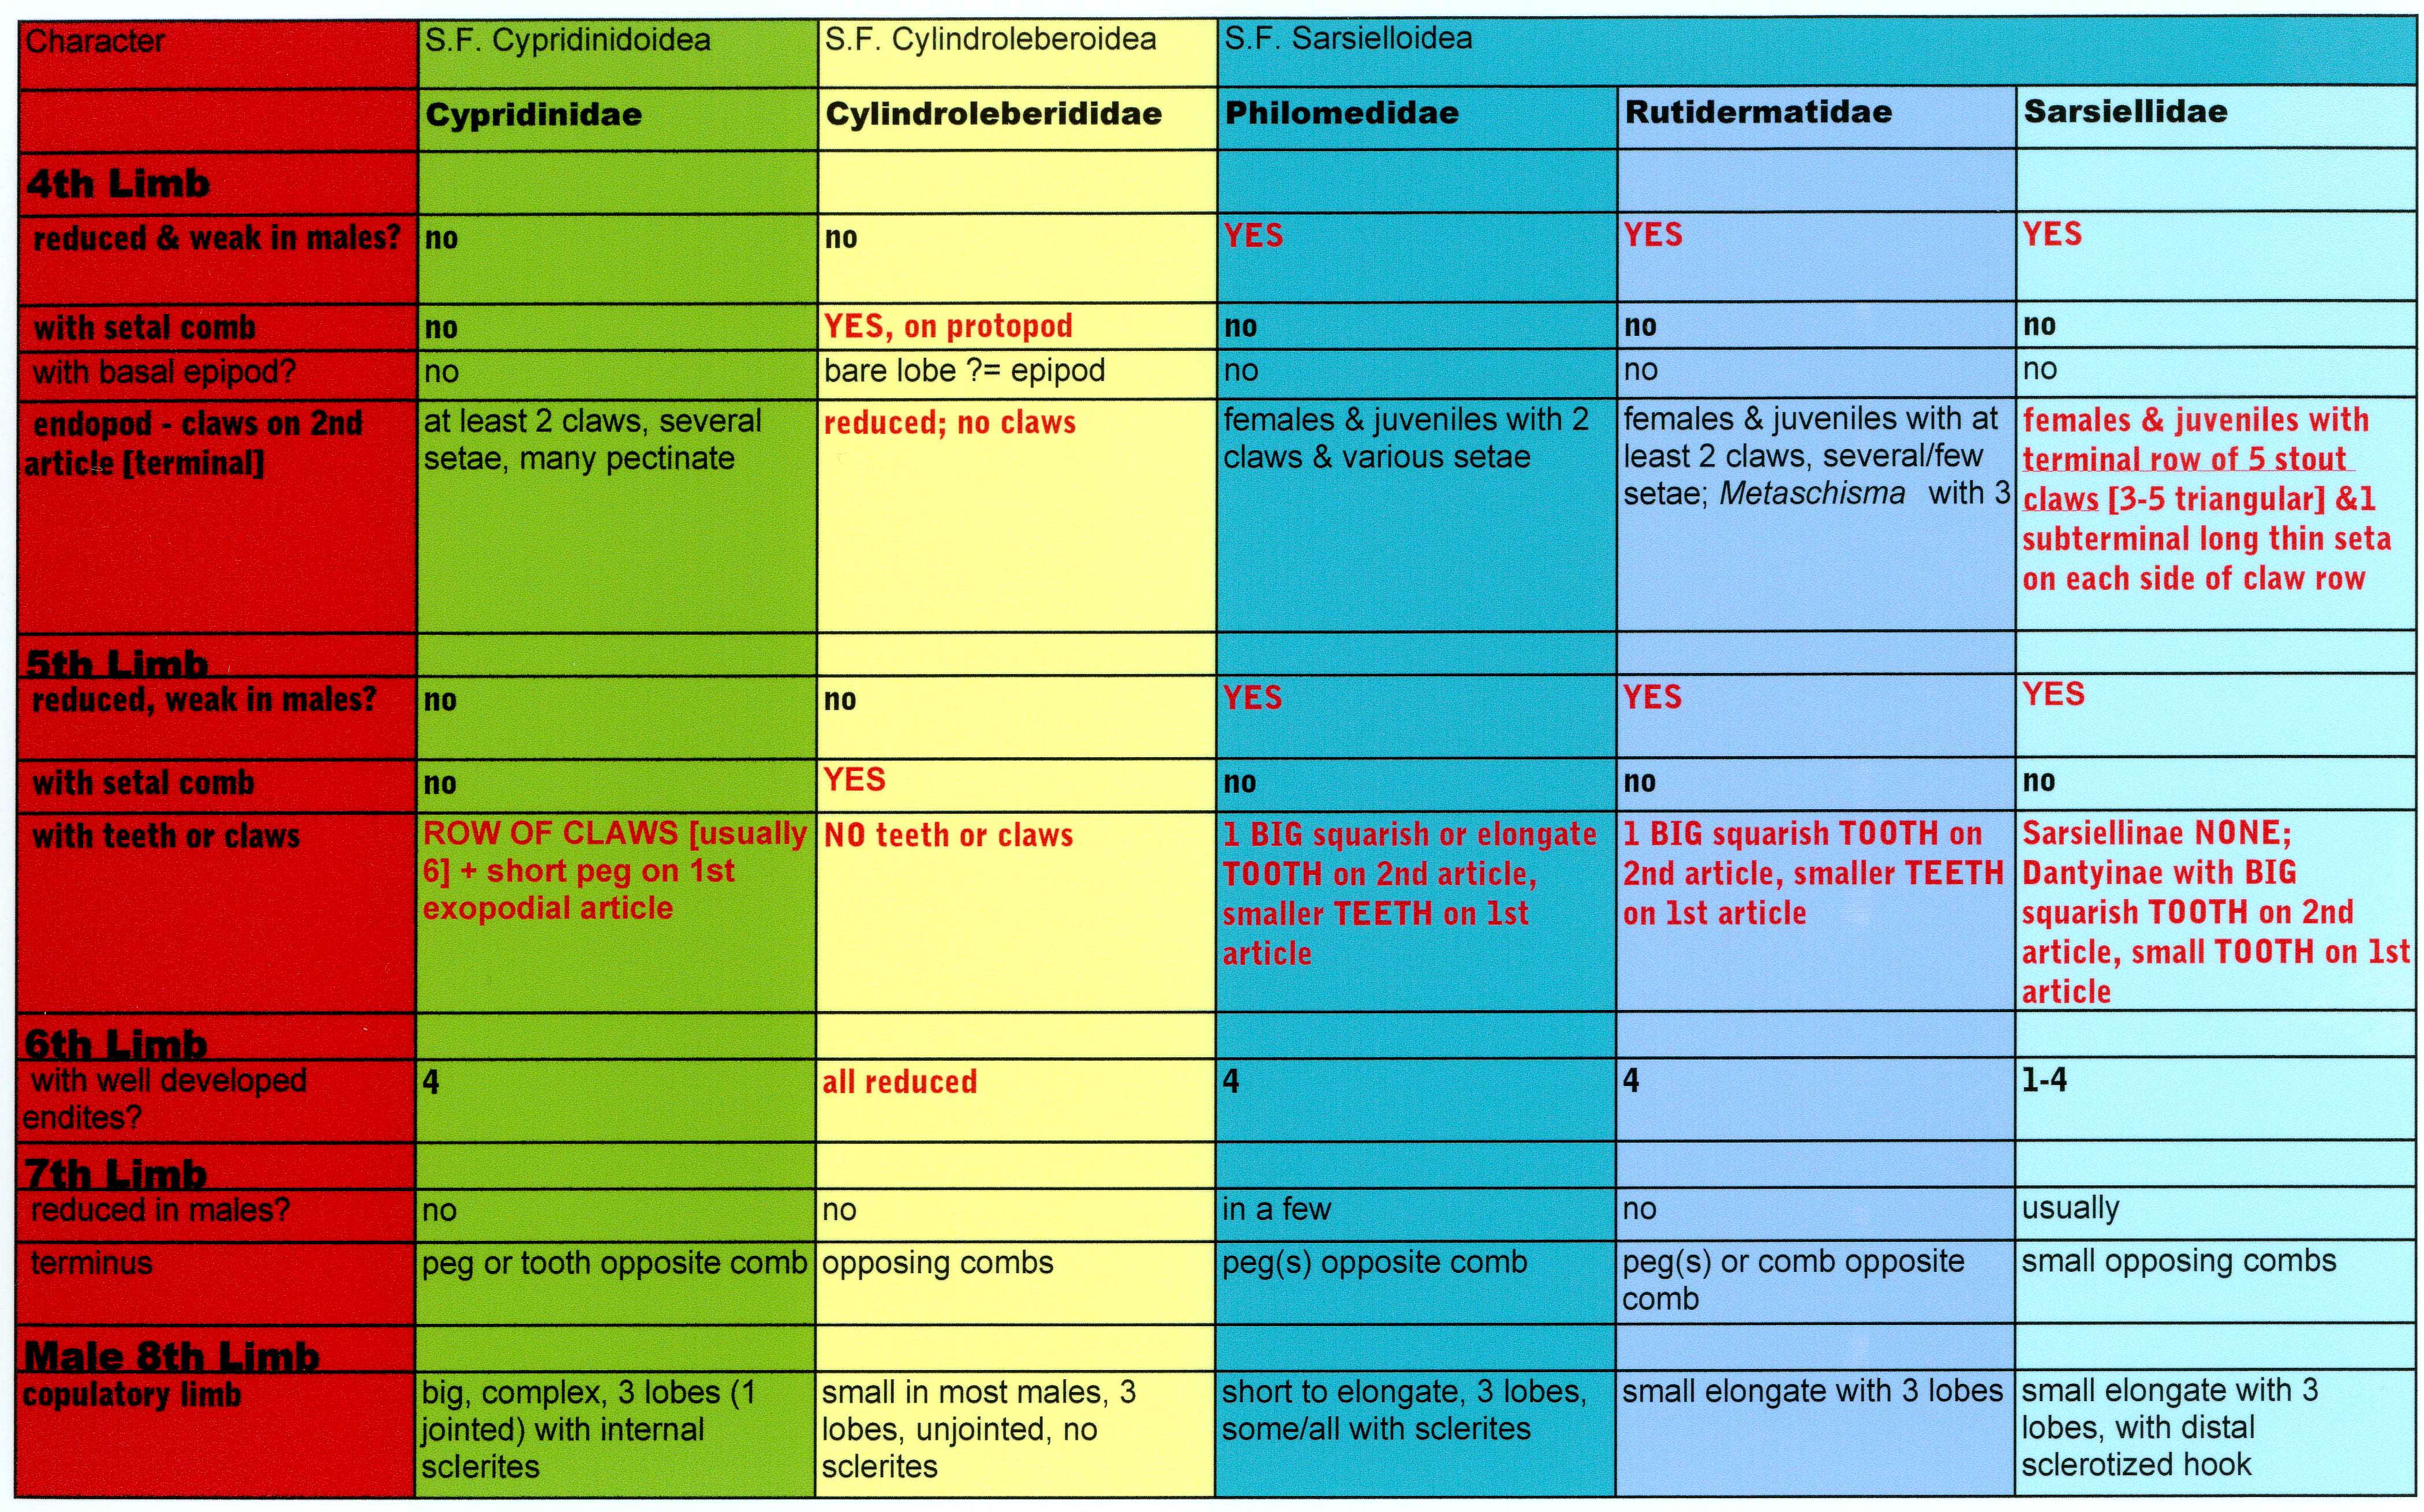 Character
S.F. Cypridinidoidea
S.F. Cylindroleberoidea
S.F. Sarsielloidea
Cypridinidae
Cylindroleberididae
Philomedidae
Rutidermatidae
Sarsiellidae
4th Limb
reduced & weak in males?
no
no
YES
YES
YES
with setal comb
no
YES, on protopod
no
no
no
with basal epipod?
no
bare lobe ?= epipod
no
no
no
endopod - claws on 2nd
article [terminal]
at least 2 claws, several
setae, many pectinate
reduced; no claws
females & juveniles with 2
claws & various setae
females & juveniles with at
least 2 claws, several/few
setae; Metaschisma with 3
females & juveniles with
terminal row of 5 stout
claws [3-5 triangular] &1
subterminal long thin seta
on each side of claw row
5th Limb
reduced, weak in males?
no
no
YES
YES
YES
with setal comb
no
YES
no
no
no
with teeth or claws
ROW OF CLAWS [usually
6] + short peg on 1st
exopodial article
NO teeth or claws
1 BIG squarish or elongate
TOOTH on 2nd article,
smaller TEETH on 1st
article
1 BIG squarish TOOTH on
2nd article, smaller TEETH
on 1st article
Sarsiellinae NONE;
Dantyinae with BIG
squarish TOOTH on 2nd
article, small TOOTH on 1st
article
6th Limb
with well developed
endites?
4
all reduced
4
4
1-4
7th Limb
reduced in males?
no
no
in a few
no
usually
terminus
peg or tooth opposite comb
opposing combs
peg(s) opposite comb
peg(s) or comb opposite
comb
small opposing combs
Male 8th Limb
copulatory limb
big, complex, 3 lobes (1
jointed) with internal
sclerites
small in most males, 3
lobes, unjointed, no
sclerites
short to elongate, 3 lobes,
some/all with sclerites
small elongate with 3 lobes
small elongate with 3
lobes, with distal
sclerotized hook